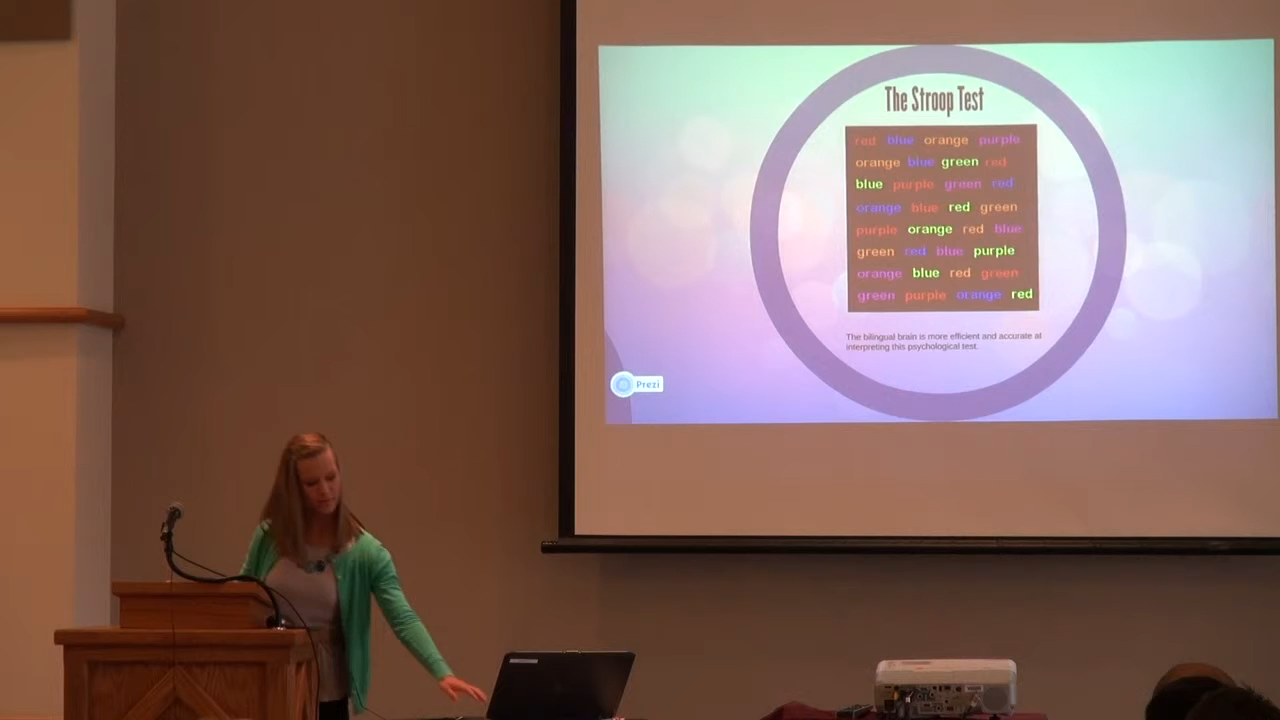 The Stroop Test
red blue orange purple
orange blue green red
blue purple green red
orange blue red green
purple orange red blue
green red blue purple
orange blue red green
green purple orange red
The bilingual brain is more efficient and accurate at
interpreting this psychological test.
Prezi